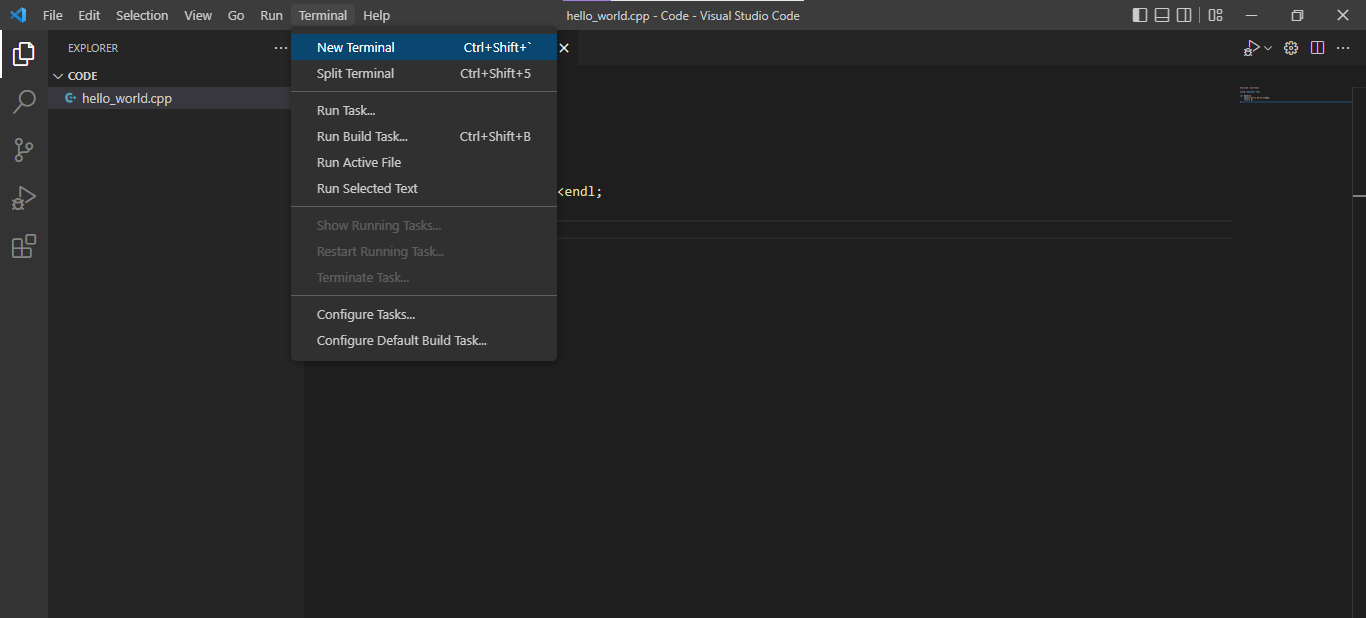 File Edit Selection View Go Run Terminal Help
hello_world.cpp - Code - Visual Studio Code
EXPLORER
CODE
hello_world.cpp
New Terminal Ctrl+Shift+`
Split Terminal Ctrl+Shift+5
Run Task...
Run Build Task... Ctrl+Shift+B
Run Active File
Run Selected Text
Show Running Tasks...
Restart Running Task...
Terminate Task...
Configure Tasks...
Configure Default Build Task...
<endl;